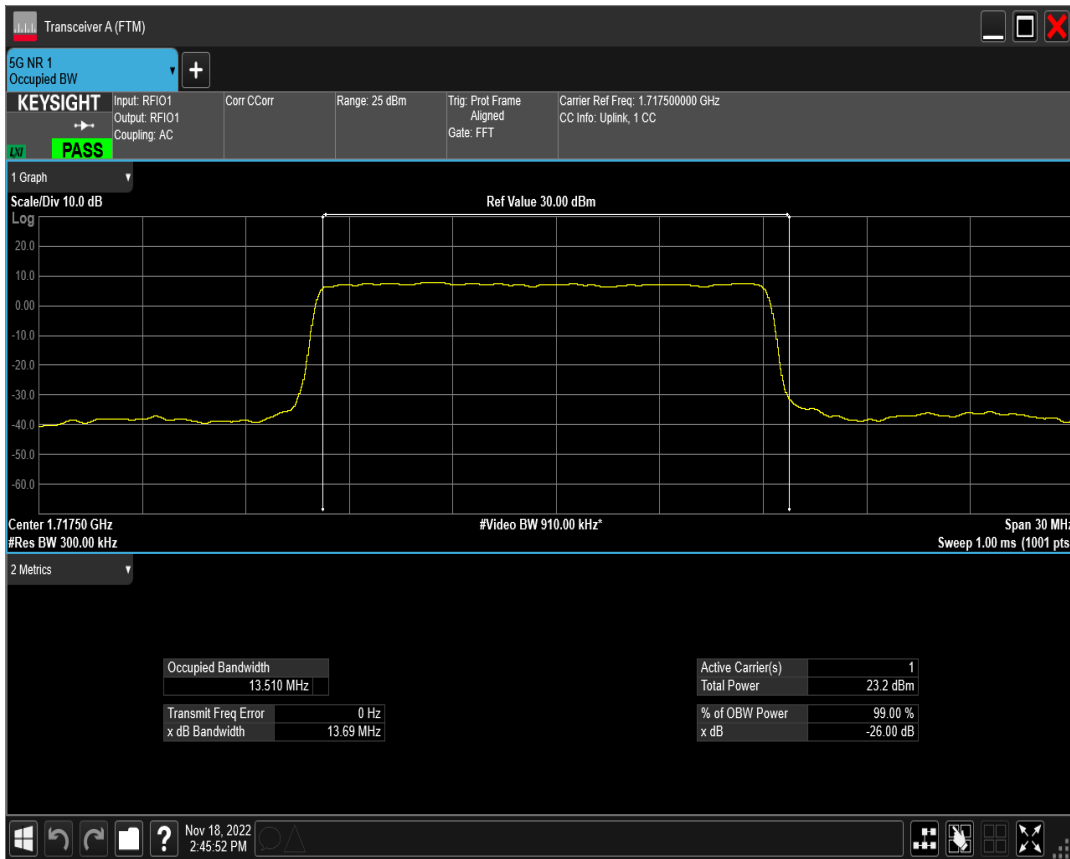 Transceiver A (FTM)
5G NR 1
Occupied BW
+
KEYSIGHT
LXI
PASS
Input: RFIO1
Output: RFIO1
Coupling: AC
Corr CCorr
Range: 25 dBm
Trig: Prot Frame
Aligned
Gate: FFT
Carrier Ref Freq: 1.717500000 GHz
CC Info: Uplink, 1 CC
1 Graph
Scale/Div 10.0 dB
Ref Value 30.00 dBm
Log
20.0
10.0
0.00
-10.0
-20.0
-30.0
-40.0
-50.0
-60.0
Center 1.71750 GHz
#Video BW 910.00 kHz*
Span 30 MHz
#Res BW 300.00 kHz
Sweep 1.00 ms (1001 pts
2 Metrics
Occupied Bandwidth
13.510 MHz
Transmit Freq Error 0 Hz
x dB Bandwidth 13.69 MHz
Active Carrier(s) 1
Total Power 23.2 dBm
% of OBW Power 99.00 %
x dB -26.00 dB
?
Nov 18, 2022
2:45:52 PM